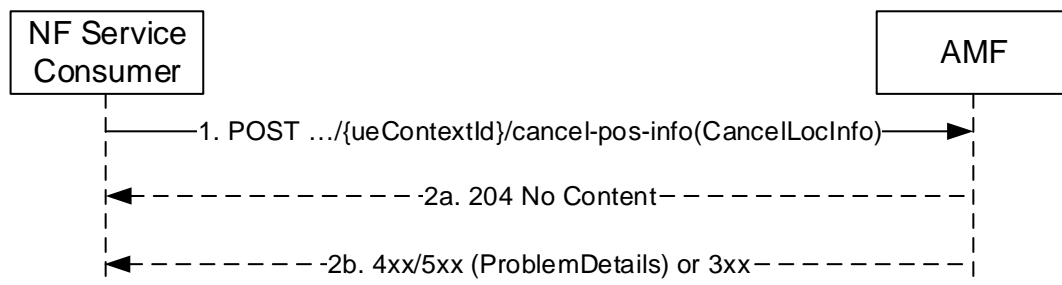 NF Service
Consumer
AMF
1. POST …/{ueContextId}/cancel-pos-info(CancelLocInfo)
2a. 204 No Content
2b. 4xx/5xx (ProblemDetails) or 3xx